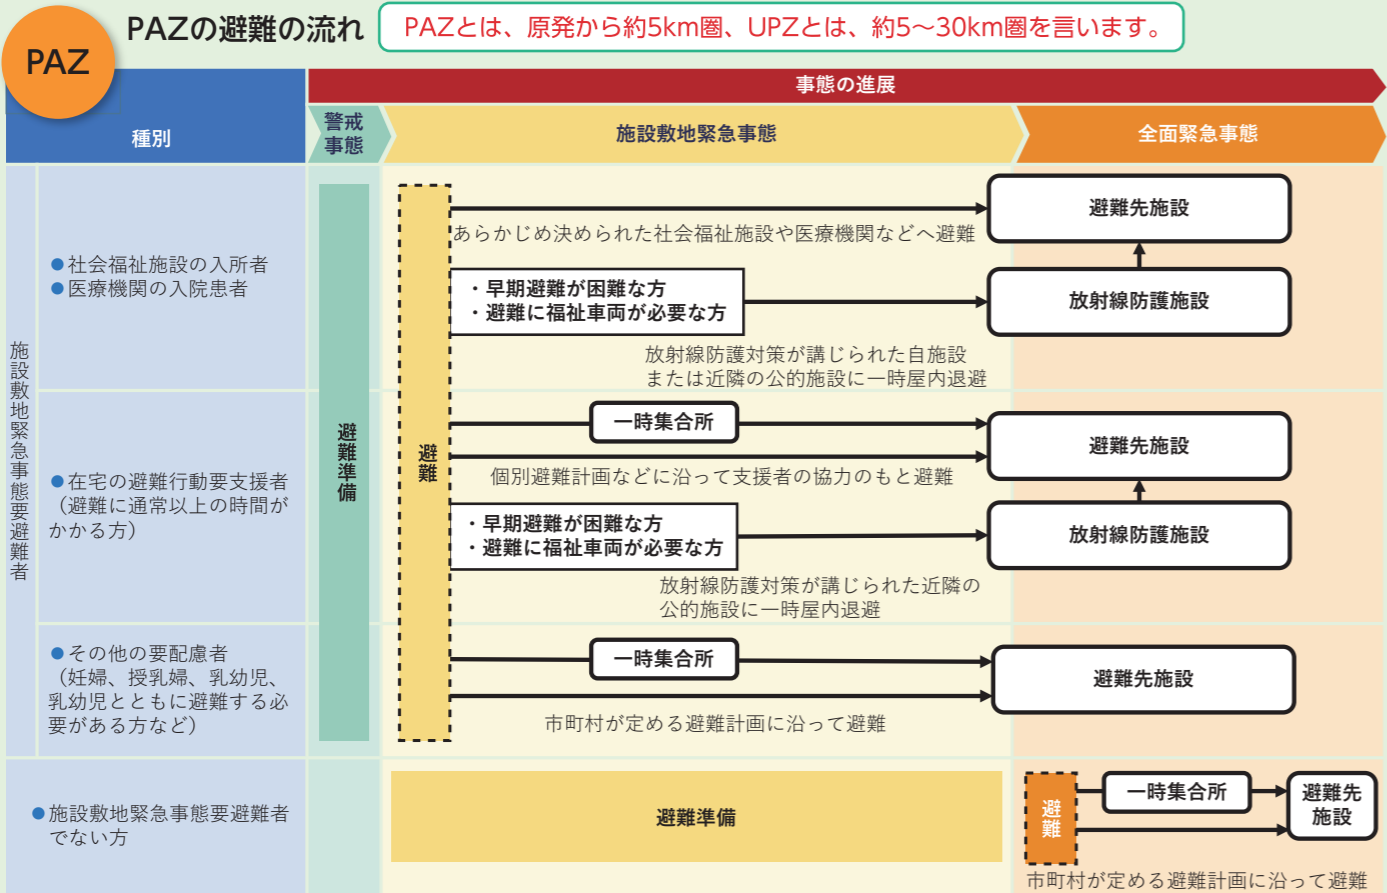 PAZ
PAZの避難の流れ
PAZとは、原発から約5km圏、UPZとは、約5〜30km圏を言います。
種別
事態の進展
警戒
事態
施設敷地緊急事態
全面緊急事態
施設敷地緊急事態要避難者
●社会福祉施設の入所者
●医療機関の入院患者
避難準備
避難
あらかじめ決められた社会福祉施設や医療機関などへ避難
避難先施設
・早期避難が困難な方
・避難に福祉車両が必要な方
放射線防護施設
放射線防護対策が講じられた自施設
または近隣の公的施設に一時屋内退避
●在宅の避難行動要支援者
（避難に通常以上の時間が
かかる方）
一時集合所
避難先施設
個別避難計画などに沿って支援者の協力のもと避難
・早期避難が困難な方
・避難に福祉車両が必要な方
放射線防護施設
放射線防護対策が講じられた近隣の
公的施設に一時屋内退避
●その他の要配慮者
（妊婦、授乳婦、乳幼児、
乳幼児とともに避難する必
要がある方など）
一時集合所
避難先施設
市町村が定める避難計画に沿って避難
●施設敷地緊急事態要避難者
でない方
避難準備
避難
一時集合所
避難先
施設
市町村が定める避難計画に沿って避難